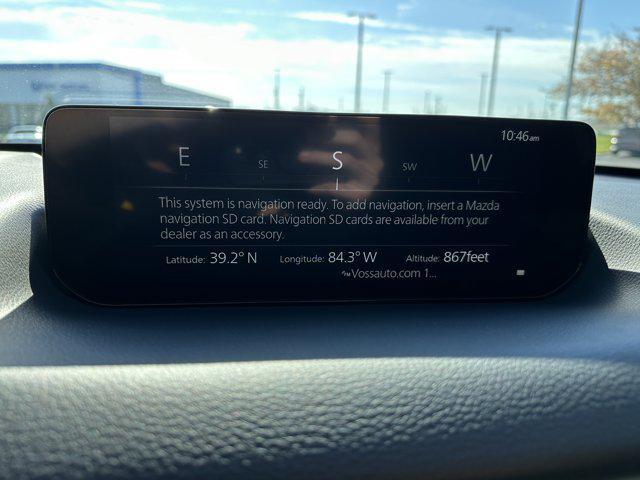 10:46am
E SE S SW W
This system is navigation ready. To add navigation, insert a Mazda
navigation SD card. Navigation SD cards are available from your
dealer as an accessory.
Latitude: 39.2° N Longitude: 84.3° W Altitude: 867feet
Vossauto.com 1...